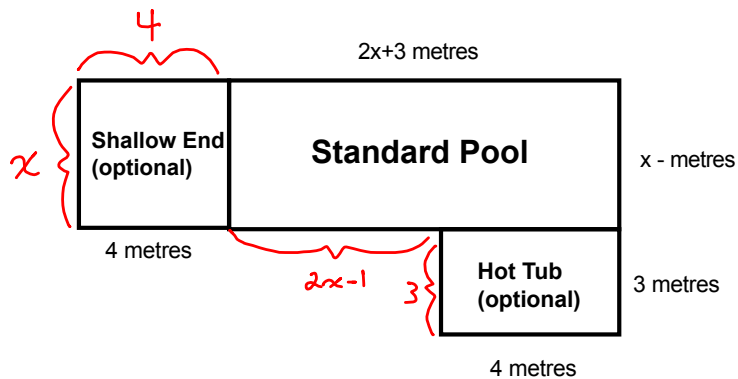 4
2x+3 metres
x
Shallow End
(optional)
Standard Pool
x - metres
4 metres
2x-1
3
Hot Tub
(optional)
3 metres
4 metres